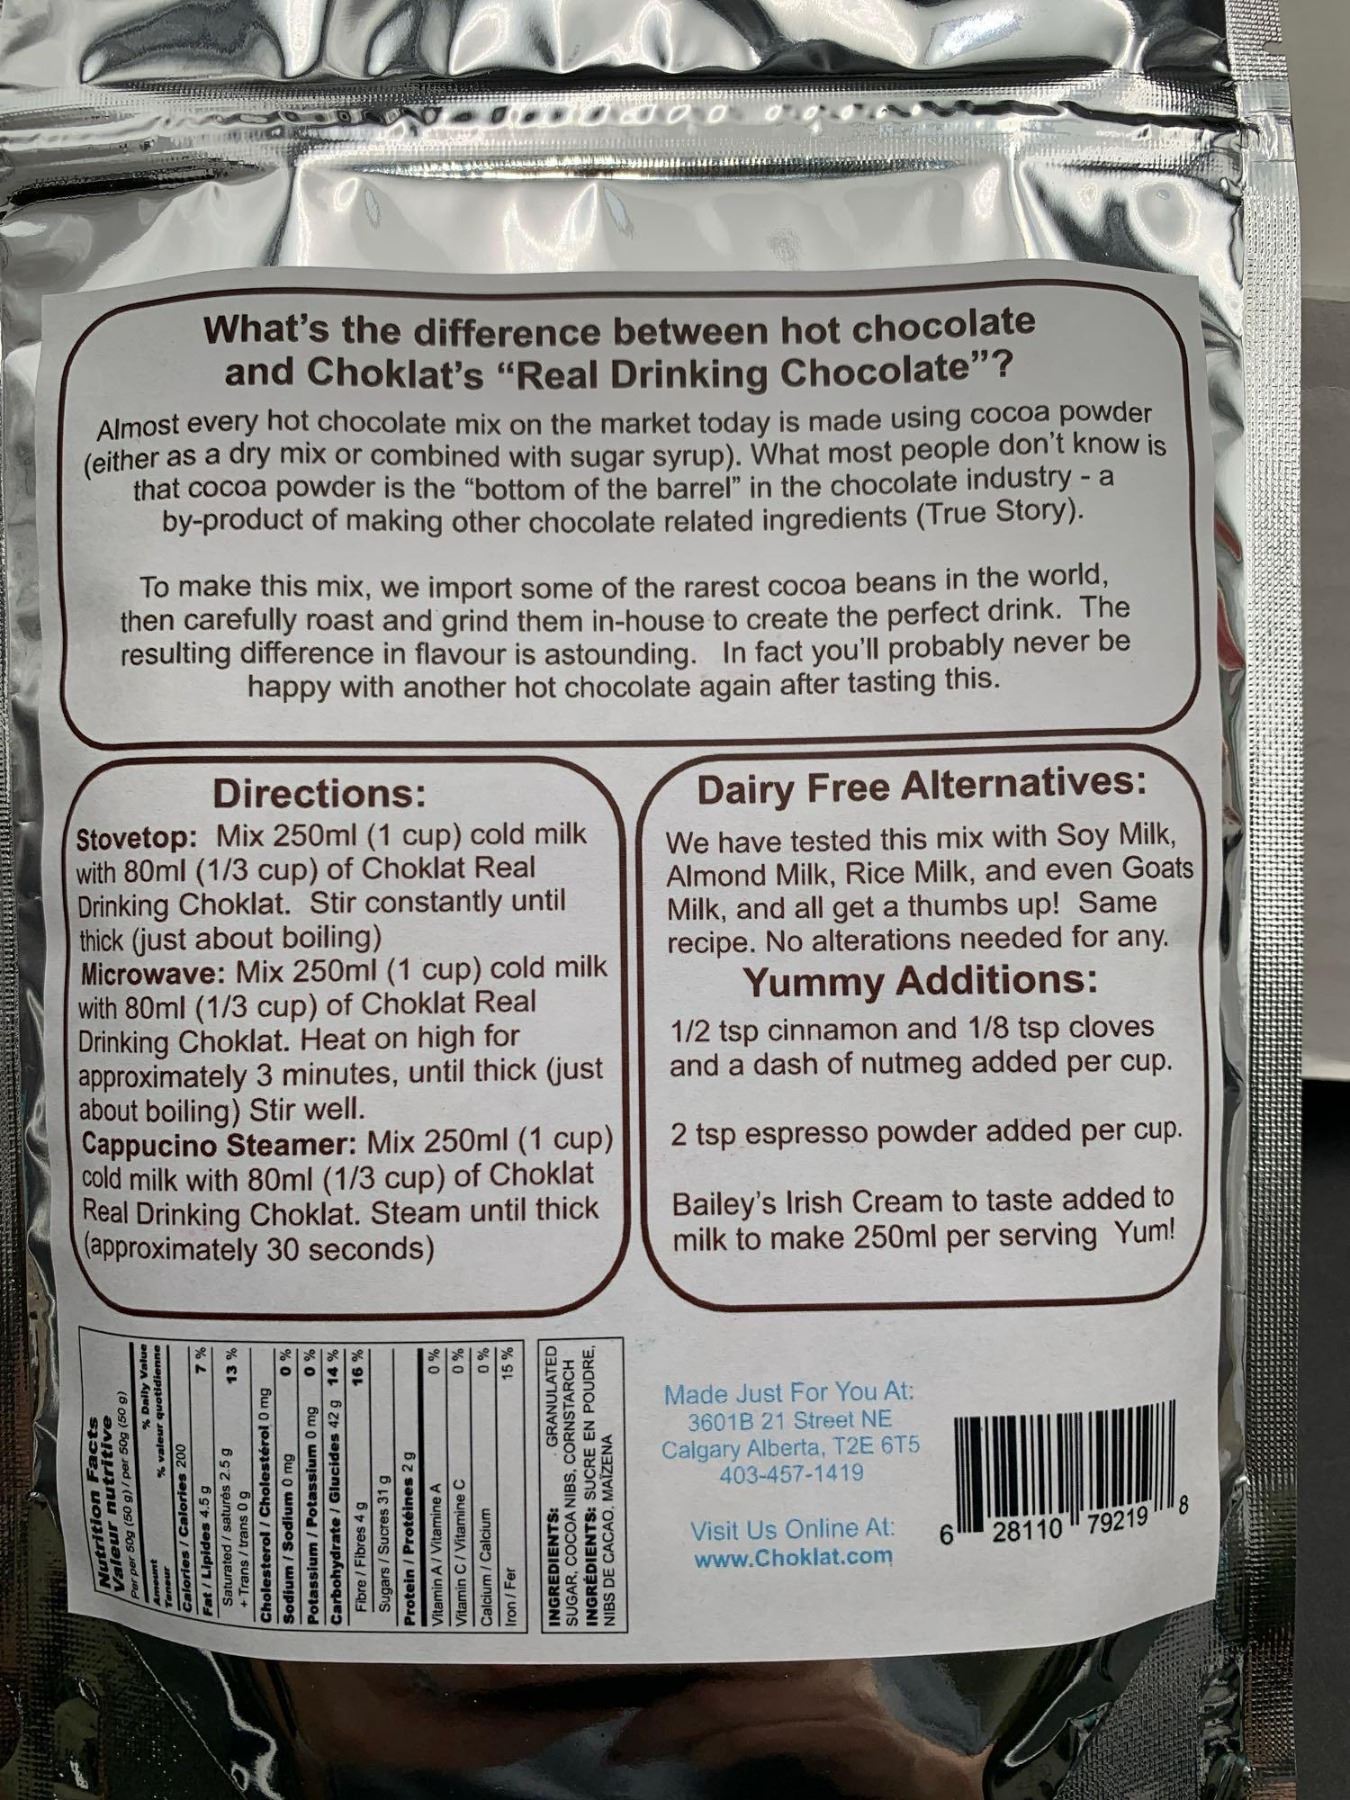 What's the difference between hot chocolate
and Choklat's “Real Drinking Chocolate”?
Almost every hot chocolate mix on the market today is made using cocoa powder
(either as a dry mix or combined with sugar syrup). What most people don't know is
that cocoa powder is the “bottom of the barrel” in the chocolate industry - a
by-product of making other chocolate related ingredients (True Story).
To make this mix, we import some of the rarest cocoa beans in the world,
then carefully roast and grind them in-house to create the perfect drink. The
resulting difference in flavour is astounding. In fact you'll probably never be
happy with another hot chocolate again after tasting this.
Directions:
Stovetop: Mix 250ml (1 cup) cold milk
with 80ml (1/3 cup) of Choklat Real
Drinking Choklat. Stir constantly until
thick (just about boiling)
Microwave: Mix 250ml (1 cup) cold milk
with 80ml (1/3 cup) of Choklat Real
Drinking Choklat. Heat on high for
approximately 3 minutes, until thick (just
about boiling) Stir well.
Cappucino Steamer: Mix 250ml (1 cup)
cold milk with 80ml (1/3 cup) of Choklat
Real Drinking Choklat. Steam until thick
(approximately 30 seconds)
Dairy Free Alternatives:
We have tested this mix with Soy Milk,
Almond Milk, Rice Milk, and even Goats
Milk, and all get a thumbs up! Same
recipe. No alterations needed for any.
Yummy Additions:
1/2 tsp cinnamon and 1/8 tsp cloves
and a dash of nutmeg added per cup.
2 tsp espresso powder added per cup.
Bailey's Irish Cream to taste added to
milk to make 250ml per serving Yum!
Nutrition Facts
Valeur nutritive
Per per 50g (50 g) / per 50g (50 g)
Amount % Daily Value
Teneur % valeur quotidienne
Calories / Calories 200
Fat / Lipides 4.5 g 7 %
Saturated / saturés 2.5 g 13 %
+ Trans / trans 0 g
Cholesterol / Cholestérol 0 mg
Sodium / Sodium 0 mg 0 %
Potassium / Potassium 0 mg 0 %
Carbohydrate / Glucides 42 g 14 %
Fibre / Fibres 4 g 16 %
Sugars / Sucres 31 g
Protein / Protéines 2 g
Vitamin A / Vitamine A 0 %
Vitamin C / Vitamine C 0 %
Calcium / Calcium 0 %
Iron / Fer 15 %
INGREDIENTS: GRANULATED
SUGAR, COCOA NIBS, CORNSTARCH
INGRÉDIENTS: SUCRE EN POUDRE,
NIBS DE CACAO, MAÏZENA
Made Just For You At:
3601B 21 Street NE
Calgary Alberta, T2E 6T5
403-457-1419
Visit Us Online At:
www.Choklat.com
6 28110 79219 8